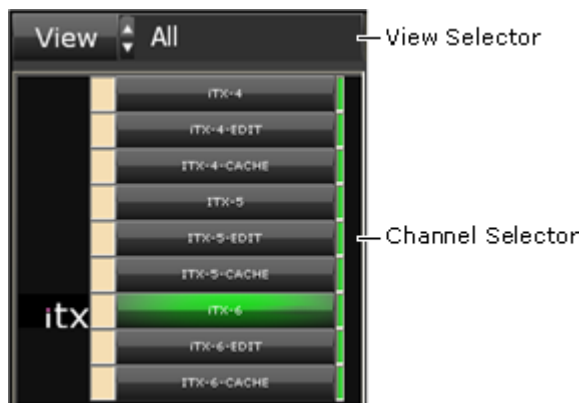 View All View Selector
iTX-4
iTX-4-EDIT
ITX-4-CACHE
ITX-5
ITX-5-EDIT Channel Selector
ITX-5-CACHE
itx iTX-6
iTX-6-EDIT
ITX-6-CACHE